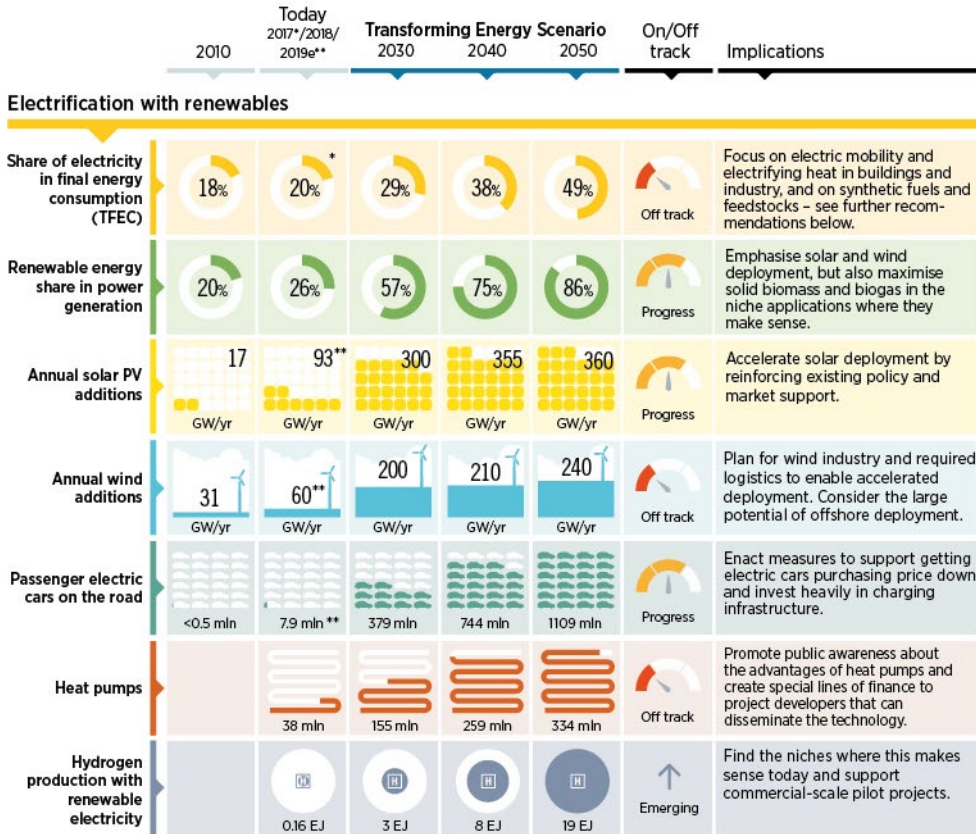 Today
2010 2017*/2018/ 2019e** Transforming Energy Scenario 2030 2040 2050 On/Off track Implications
Electrification with renewables
Share of electricity
in final energy
consumption
(TFEC)
18% 20% * 29% 38% 49%
Off track
Focus on electric mobility and
electrifying heat in buildings and
industry, and on synthetic fuels and
feedstocks – see further recom-
mendations below.
Renewable energy
share in power
generation
20% 26% 57% 75% 86%
Progress
Emphasise solar and wind
deployment, but also maximise
solid biomass and biogas in the
niche applications where they
make sense.
Annual solar PV
additions
17 93** 300 355 360
GW/yr GW/yr GW/yr GW/yr GW/yr
Progress
Accelerate solar deployment by
reinforcing existing policy and
market support.
Annual wind
additions
31 60** 200 210 240
GW/yr GW/yr GW/yr GW/yr GW/yr
Off track
Plan for wind industry and required
logistics to enable accelerated
deployment. Consider the large
potential of offshore deployment.
Passenger electric
cars on the road
<0.5 mln 7.9 mln ** 379 mln 744 mln 1109 mln
Progress
Enact measures to support getting
electric cars purchasing price down
and invest heavily in charging
infrastructure.
Heat pumps
38 mln 155 mln 259 mln 334 mln
Off track
Promote public awareness about
the advantages of heat pumps and
create special lines of finance to
project developers that can
disseminate the technology.
Hydrogen
production with
renewable
electricity
H H H H
0.16 EJ 3 EJ 8 EJ 19 EJ
Emerging
Find the niches where this makes
sense today and support
commercial-scale pilot projects.